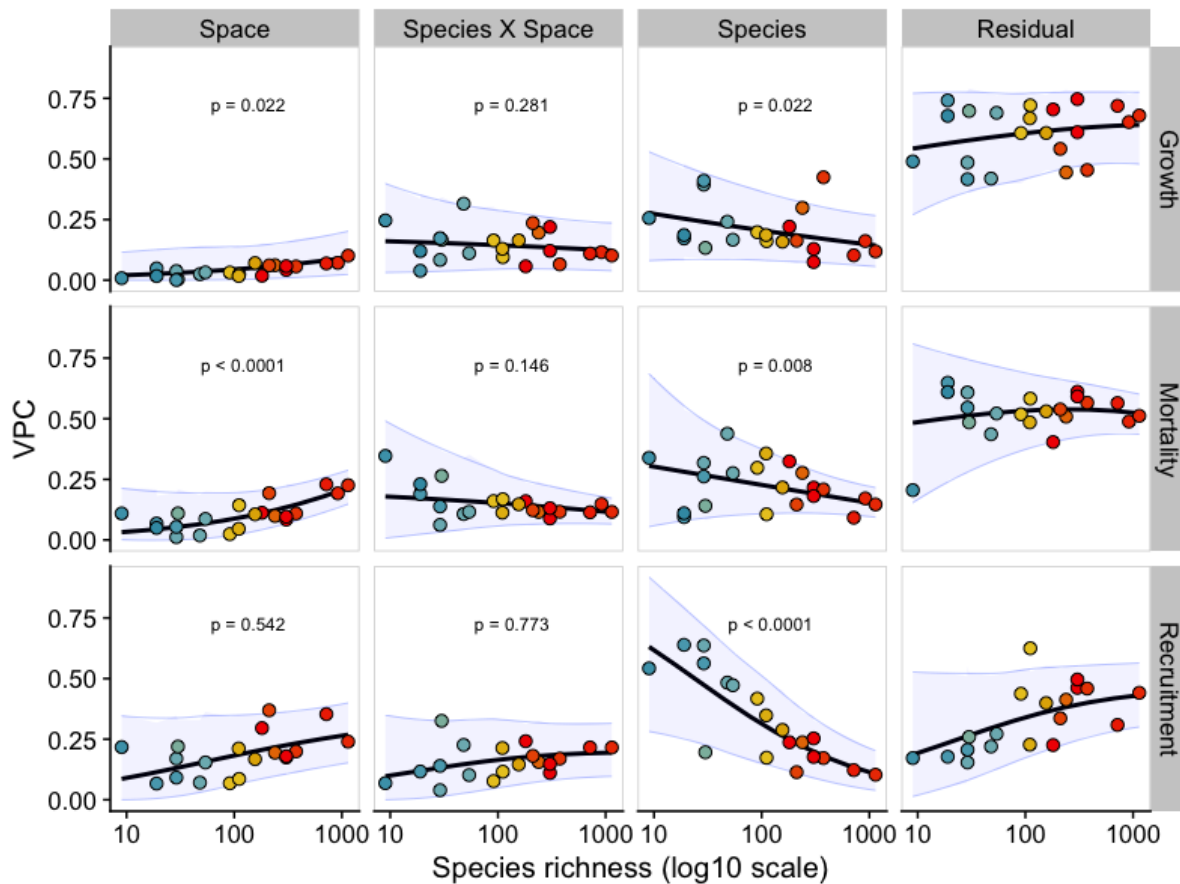 Space
Species X Space
Species
Residual
0.75
0.50
0.25
0.00
p = 0.022
p = 0.281
p = 0.022
Growth
0.75
0.50
0.25
0.00
p < 0.0001
p = 0.146
p = 0.008
Mortality
VPC
0.75
0.50
0.25
0.00
p = 0.542
p = 0.773
p < 0.0001
Recruitment
10 100 1000
10 100 1000
10 100 1000
10 100 1000
Species richness (log10 scale)